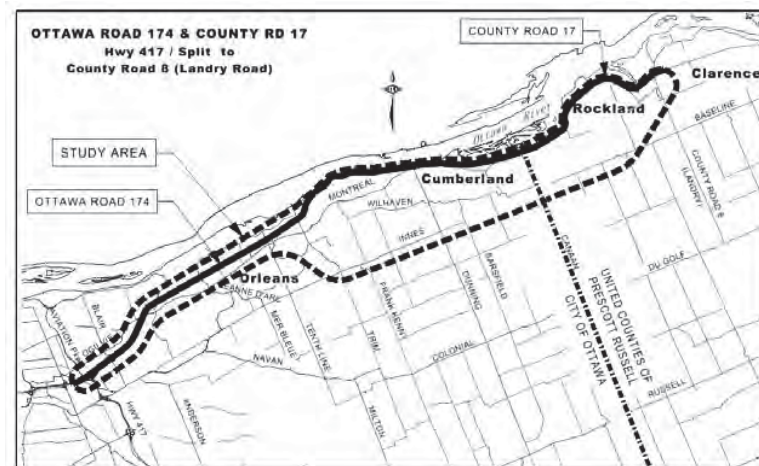 OTTAWA ROAD 174 & COUNTY RD 17
Hwy 417 / Split to
County Road 8 (Landry Road)
COUNTY ROAD 17
Clarence
Rockland
BASELINE
Ottawa River
STUDY AREA
OTTAWA ROAD 174
MONTREAL
Cumberland
WILHAVEN
INNES
COUNTY ROAD 8
(LANDRY)
Orleans
JEANNE D'ARC
CANAAN
DU GOLF
BLAIR
AVIATION
FRANK KENNY
DUNNING
SARSFIELD
UNITED COUNTIES OF
PRESCOTT RUSSELL
CITY OF OTTAWA
MER BLEUE
TENTH LINE
TRIM
NAVAN
COLONIAL
RUSSELL
HWY 417
ANDERSON
MILTON